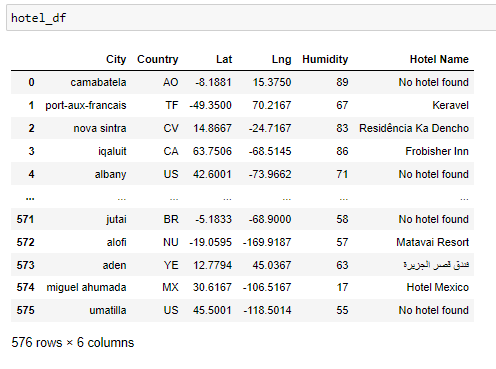 hotel_df
City Country Lat Lng Humidity Hotel Name
0 camabatela AO -8.1881 15.3750 89 No hotel found
1 port-aux-francais TF -49.3500 70.2167 67 Keravel
2 nova sintra CV 14.8667 -24.7167 83 Residência Ka Dencho
3 iqaluit CA 63.7506 -68.5145 86 Frobisher Inn
4 albany US 42.6001 -73.9662 71 No hotel found
... ... ... ... ... ... ...
571 jutai BR -5.1833 -68.9000 58 No hotel found
572 alofi NU -19.0595 -169.9187 57 Matavai Resort
573 aden YE 12.7794 45.0367 63 فندق قصر الجزيرة
574 miguel ahumada MX 30.6167 -106.5167 17 Hotel Mexico
575 umatilla US 45.5001 -118.5014 55 No hotel found
576 rows × 6 columns